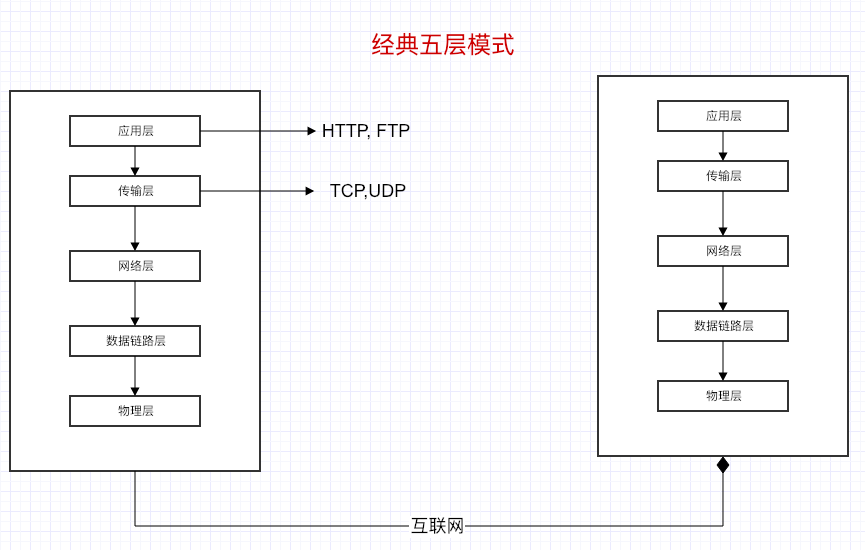 经典五层模式
应用层
HTTP, FTP
传输层
TCP,UDP
网络层
数据链路层
物理层
应用层
传输层
网络层
数据链路层
物理层
互联网